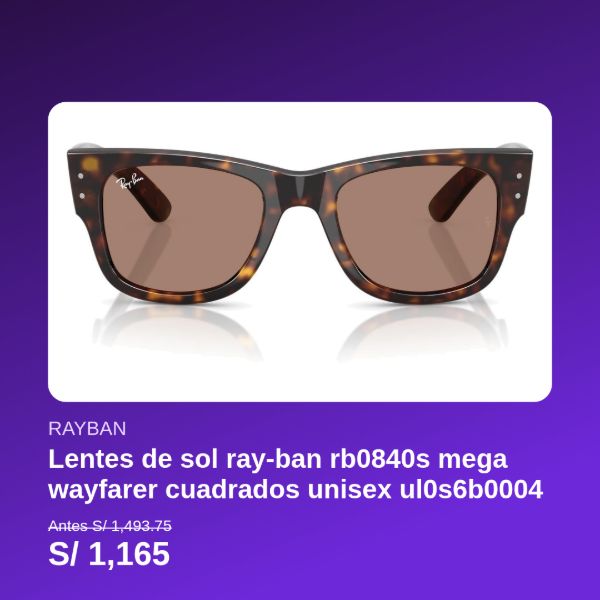 Ray-Ban
RAYBAN
Lentes de sol ray-ban rb0840s mega
wayfarer cuadrados unisex ul0s6b0004
Antes S/ 1,493.75
S/ 1,165